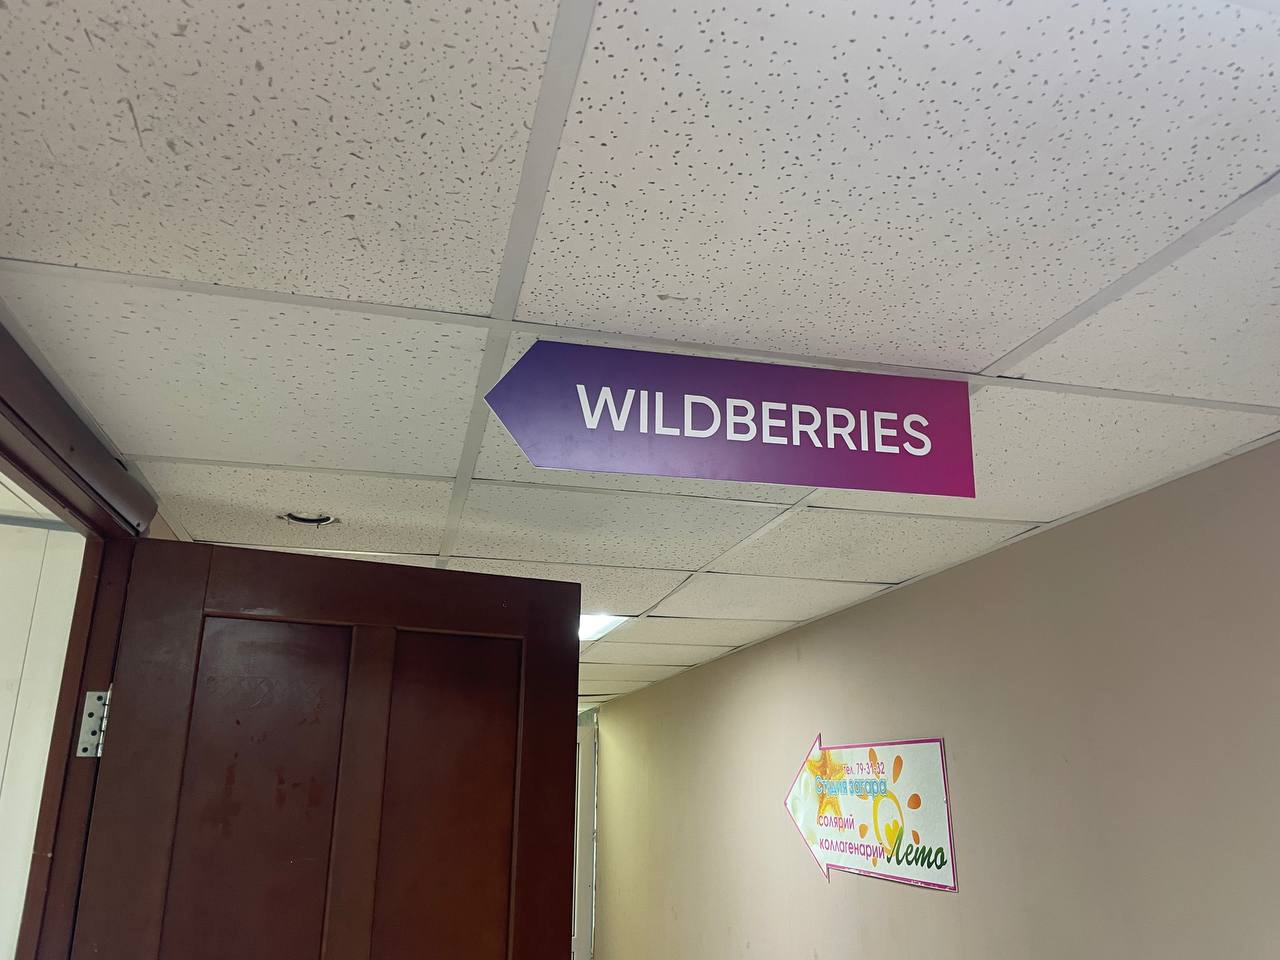 WILDBERRIES
тел. 79-31-32
Студия загара
солярий
коллагенарий Лето